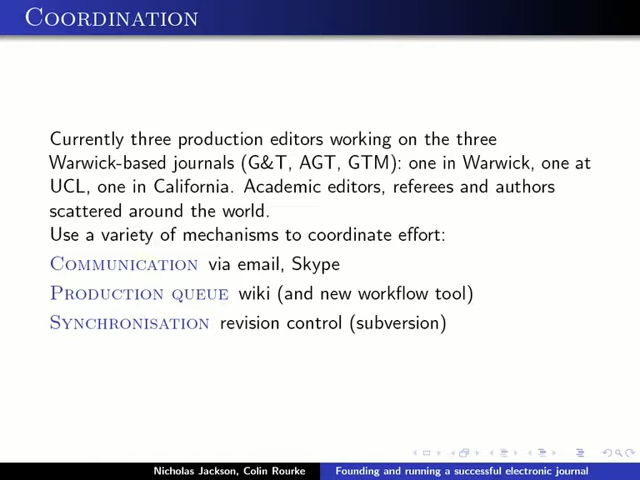 Coordination
Currently three production editors working on the three
Warwick-based journals (G&T, AGT, GTM): one in Warwick, one at
UCL, one in California. Academic editors, referees and authors
scattered around the world.
Use a variety of mechanisms to coordinate effort:
Communication via email, Skype
Production queue wiki (and new workflow tool)
Synchronisation revision control (subversion)
Nicholas Jackson, Colin Rourke Founding and running a successful electronic journal